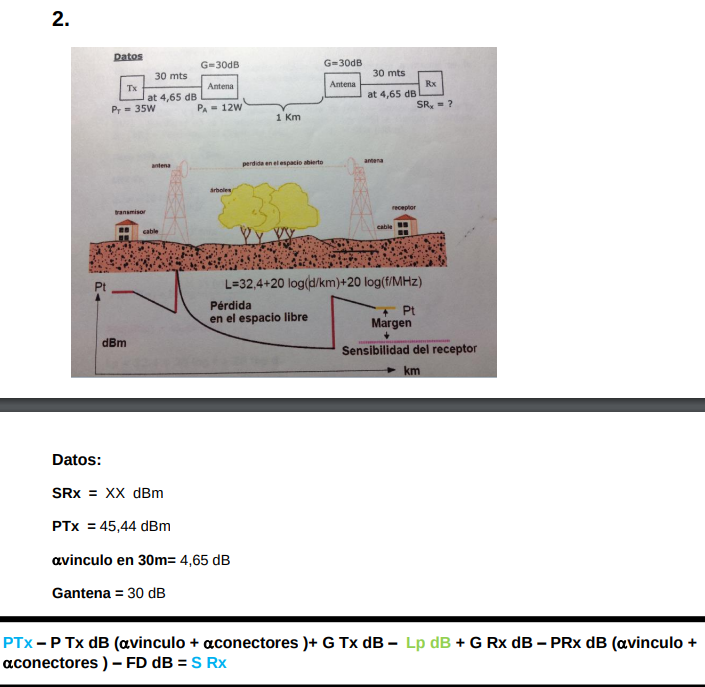 2.
Datos
G=30dB
G=30dB
30 mts
30 mts
Tx
Antena
Antena
Rx
at 4,65 dB
at 4,65 dB
PT = 35W
PA = 12W
SRx = ?
1 Km
antena
perdida en el espacio abierto
antena
árboles
transmisor
receptor
cable
cable
L=32,4+20 log(d/km)+20 log(f/MHz)
Pt
Pérdida
en el espacio libre
Pt
Margen
dBm
Sensibilidad del receptor
km
Datos:
SRx = XX dBm
PTx = 45,44 dBm
αvinculo en 30m= 4,65 dB
Gantena = 30 dB
PTx – P Tx dB (αvinculo + αconectores )+ G Tx dB – Lp dB + G Rx dB – PRx dB (αvinculo +
αconectores ) – FD dB = S Rx